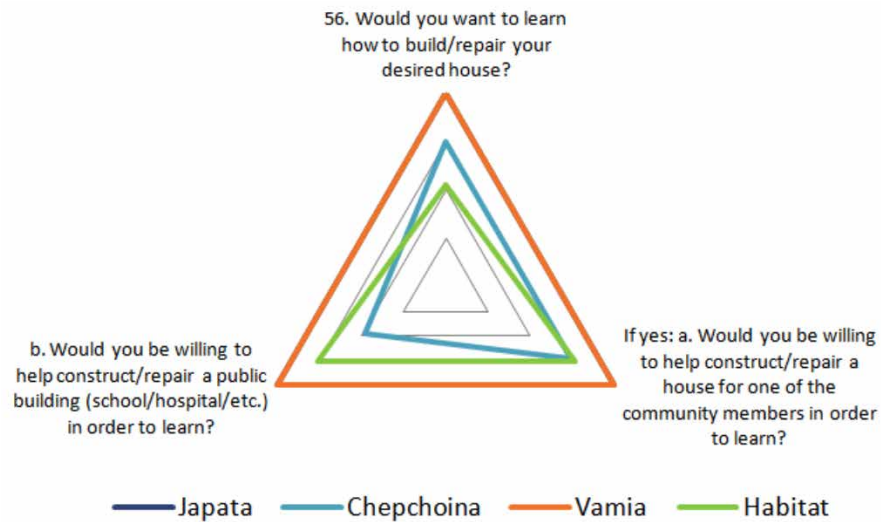 56. Would you want to learn
how to build/repair your
desired house?
b. Would you be willing to
help construct/repair a public
building (school/hospital/etc.)
in order to learn?
If yes: a. Would you be willing
to help construct/repair a
house for one of the
community members in order
to learn?
Japata Chepchoina Vamia Habitat